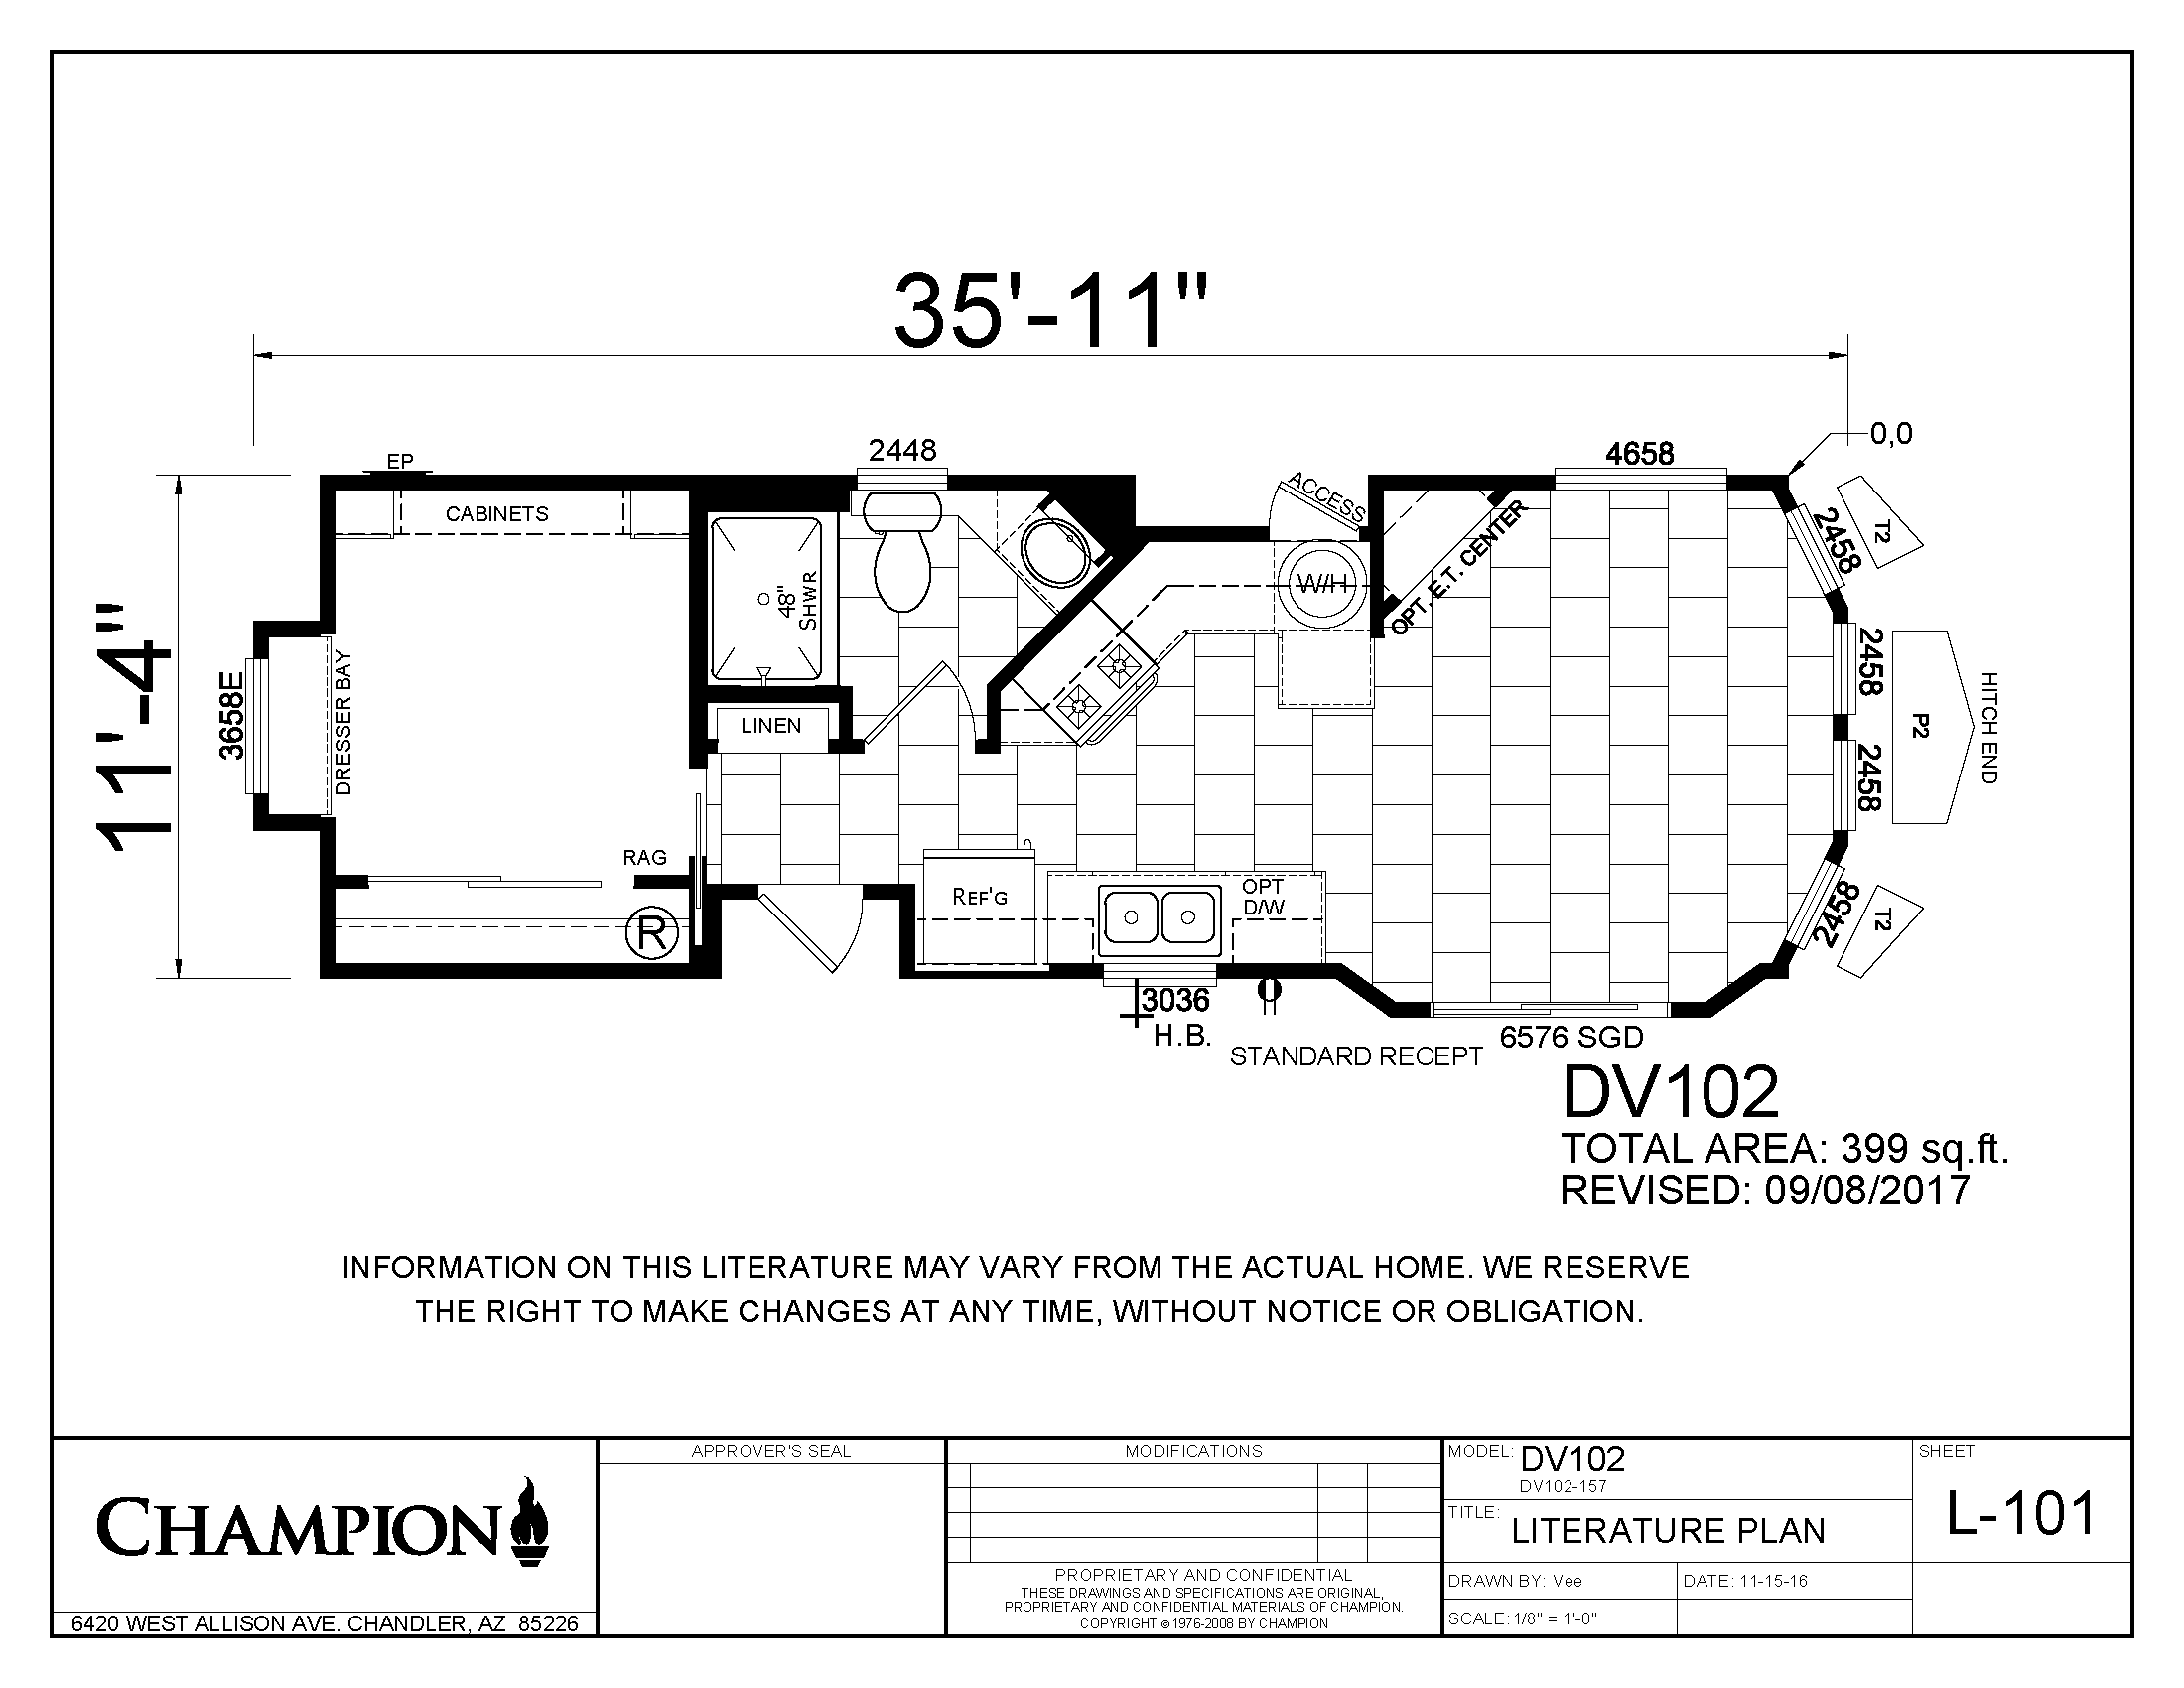 35'-11"
0,0
2448
4658
EP
ACCESS
CABINETS
OPT. E.T. CENTER
2458
T2
W/H
48"
SHWR
11'-4"
3658E
DRESSER BAY
LINEN
2458
P2
HITCH END
2458
RAG
R
REF'G
OPT
D/W
2458
T2
3036
H.B.
STANDARD RECEPT
6576 SGD
DV102
TOTAL AREA: 399 sq.ft.
REVISED: 09/08/2017
INFORMATION ON THIS LITERATURE MAY VARY FROM THE ACTUAL HOME. WE RESERVE
THE RIGHT TO MAKE CHANGES AT ANY TIME, WITHOUT NOTICE OR OBLIGATION.
CHAMPION
6420 WEST ALLISON AVE. CHANDLER, AZ 85226
APPROVER'S SEAL
MODIFICATIONS
PROPRIETARY AND CONFIDENTIAL
THESE DRAWINGS AND SPECIFICATIONS ARE ORIGINAL,
PROPRIETARY AND CONFIDENTIAL MATERIALS OF CHAMPION.
COPYRIGHT © 1976-2008 BY CHAMPION
MODEL: DV102
DV102-157
TITLE: LITERATURE PLAN
DRAWN BY: Vee
DATE: 11-15-16
SCALE: 1/8" = 1'-0"
SHEET:
L-101